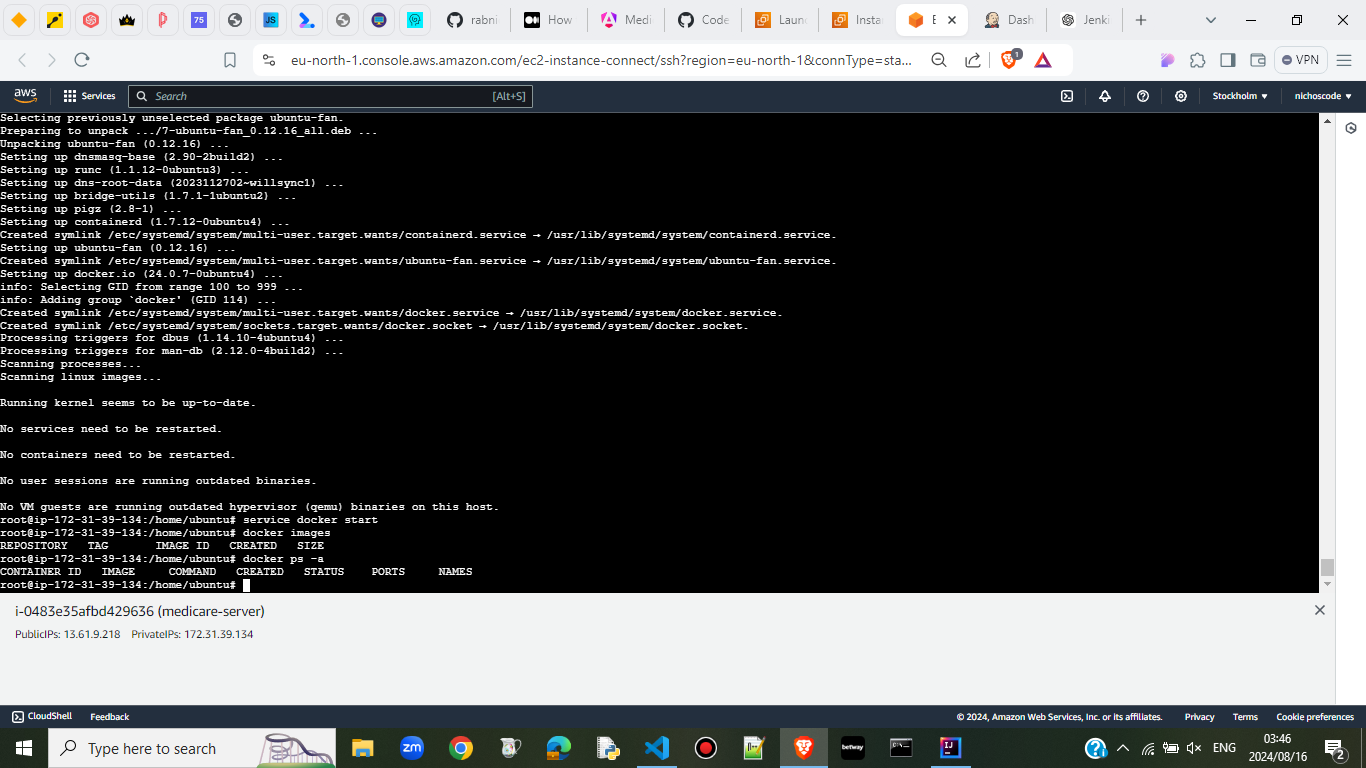 75
JS
rabni
How
Medi
Code
Laun
Insta
E
Dash
Jenki
eu-north-1.console.aws.amazon.com/ec2-instance-connect/ssh?region=eu-north-1&connType=sta...
1
VPN
aws
Services
Search
[Alt+S]
Stockholm
nichoscode
Selecting previously unselected package ubuntu-fan.
Preparing to unpack .../7-ubuntu-fan_0.12.16_all.deb ...
Unpacking ubuntu-fan (0.12.16) ...
Setting up dnsmasq-base (2.90-2build2) ...
Setting up runc (1.1.12-0ubuntu3) ...
Setting up dns-root-data (2023112702~willsync1) ...
Setting up bridge-utils (1.7.1-1ubuntu2) ...
Setting up pigz (2.8-1) ...
Setting up containerd (1.7.12-0ubuntu4) ...
Created symlink /etc/systemd/system/multi-user.target.wants/containerd.service → /usr/lib/systemd/system/containerd.service.
Setting up ubuntu-fan (0.12.16) ...
Created symlink /etc/systemd/system/multi-user.target.wants/ubuntu-fan.service → /usr/lib/systemd/system/ubuntu-fan.service.
Setting up docker.io (24.0.7-0ubuntu4) ...
info: Selecting GID from range 100 to 999 ...
info: Adding group `docker' (GID 114) ...
Created symlink /etc/systemd/system/multi-user.target.wants/docker.service → /usr/lib/systemd/system/docker.service.
Created symlink /etc/systemd/system/sockets.target.wants/docker.socket → /usr/lib/systemd/system/docker.socket.
Processing triggers for dbus (1.14.10-4ubuntu4) ...
Processing triggers for man-db (2.12.0-4build2) ...
Scanning processes...
Scanning linux images...
Running kernel seems to be up-to-date.
No services need to be restarted.
No containers need to be restarted.
No user sessions are running outdated binaries.
No VM guests are running outdated hypervisor (qemu) binaries on this host.
root@ip-172-31-39-134:/home/ubuntu# service docker start
root@ip-172-31-39-134:/home/ubuntu# docker images
REPOSITORY   TAG       IMAGE ID   CREATED   SIZE
root@ip-172-31-39-134:/home/ubuntu# docker ps -a
CONTAINER ID   IMAGE     COMMAND   CREATED   STATUS    PORTS     NAMES
root@ip-172-31-39-134:/home/ubuntu#
i-0483e35afbd429636 (medicare-server)
PublicIPs: 13.61.9.218   PrivateIPs: 172.31.39.134
CloudShell
Feedback
© 2024, Amazon Web Services, Inc. or its affiliates.
Privacy
Terms
Cookie preferences
Type here to search
zm
betway
IJ
ENG
03:46
2024/08/16
2